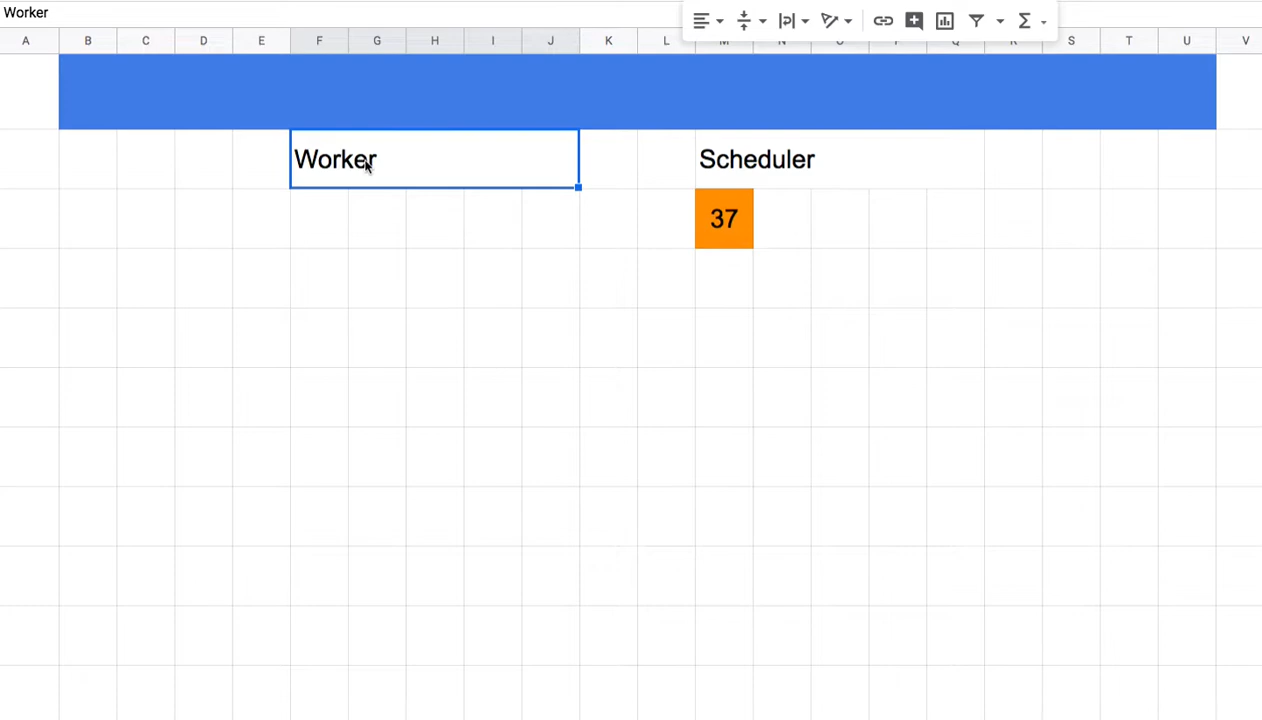 Worker
A B C D E F G H I J K L M N O P Q R S T U V
Worker Scheduler
37